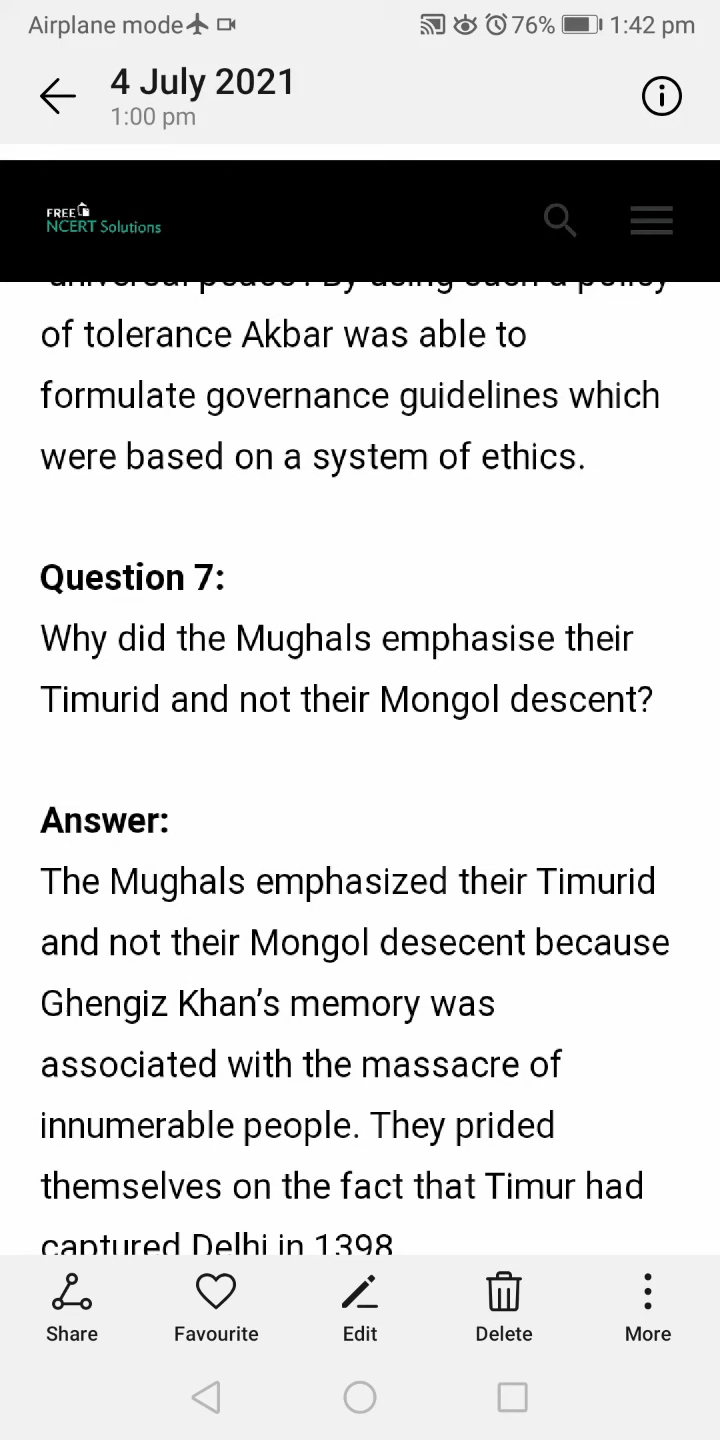 Airplane mode 76% 1:42 pm
4 July 2021
1:00 pm
FREE
NCERT Solutions
of tolerance Akbar was able to
formulate governance guidelines which
were based on a system of ethics.
Question 7:
Why did the Mughals emphasise their
Timurid and not their Mongol descent?
Answer:
The Mughals emphasized their Timurid
and not their Mongol desecent because
Ghengiz Khan's memory was
associated with the massacre of
innumerable people. They prided
themselves on the fact that Timur had
captured Delhi in 1398
Share Favourite Edit Delete More